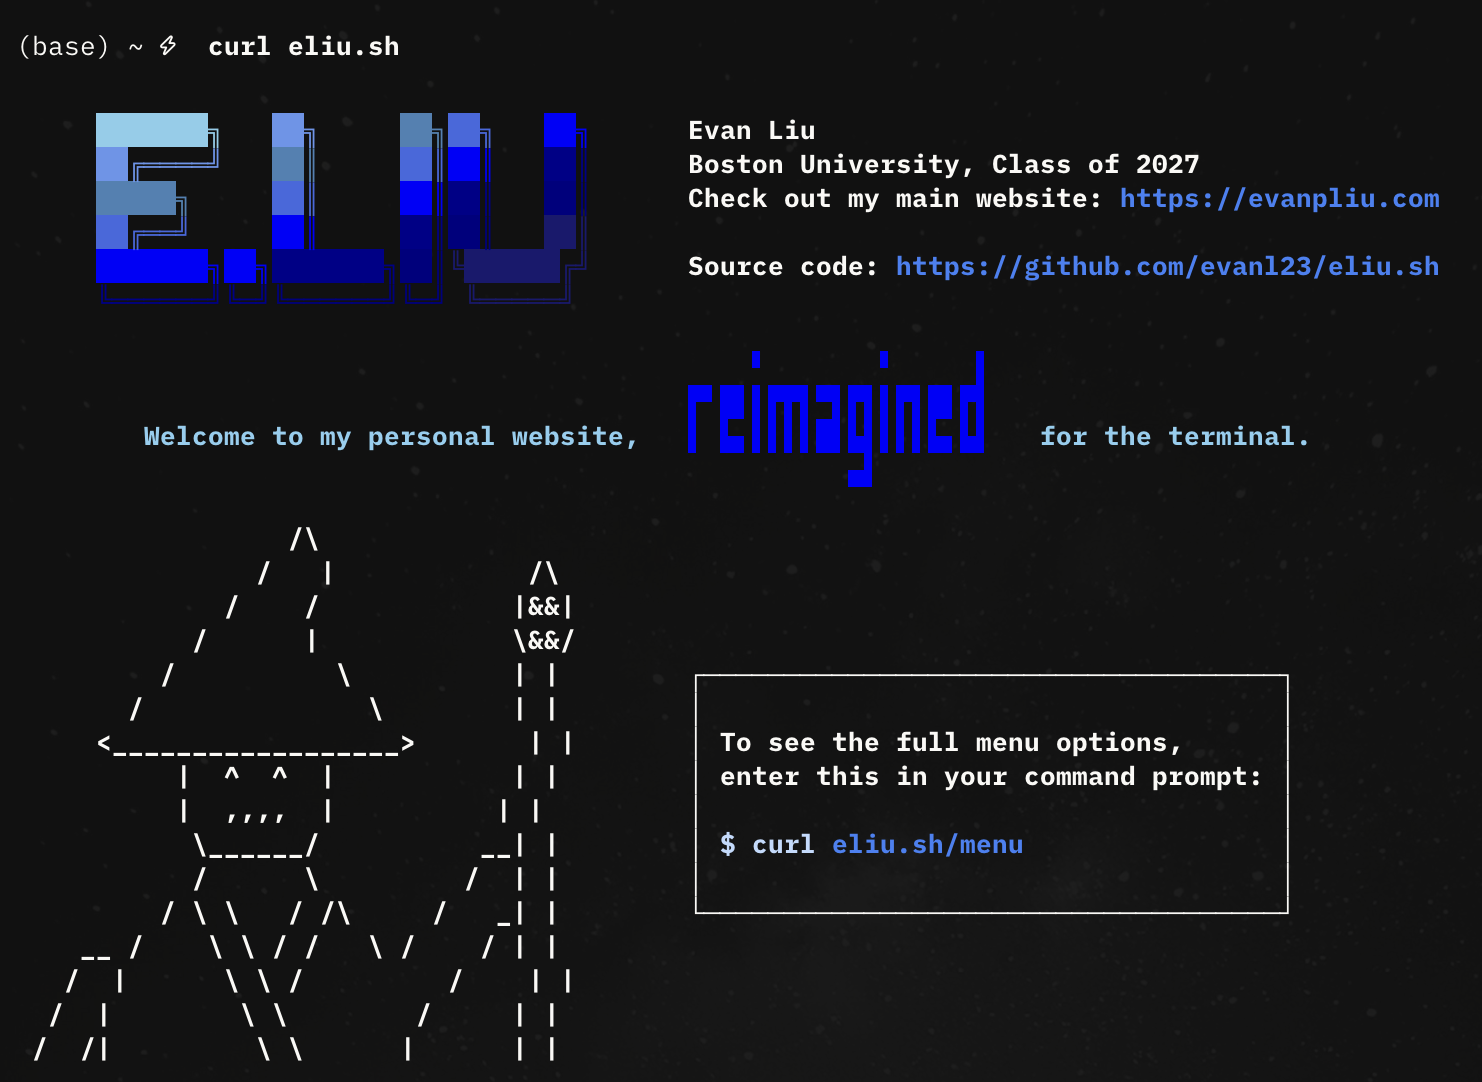 (base) ~ ⚡ curl eliu.sh
E.LIU
Evan Liu
Boston University, Class of 2027
Check out my main website: https://evanpliu.com
Source code: https://github.com/evanl23/eliu.sh
Welcome to my personal website, reimagined for the terminal.
To see the full menu options,
enter this in your command prompt:
$ curl eliu.sh/menu